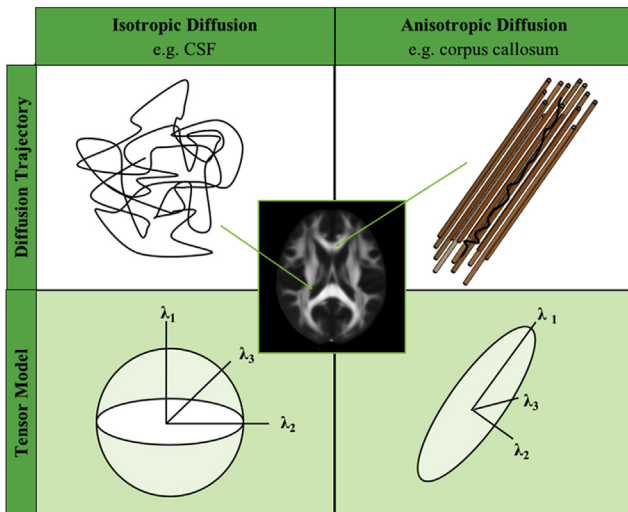 Isotropic Diffusion
e.g. CSF
Anisotropic Diffusion
e.g. corpus callosum
Diffusion Trajectory
Tensor Model
λ1
λ3
λ2
λ 1
λ3
λ2